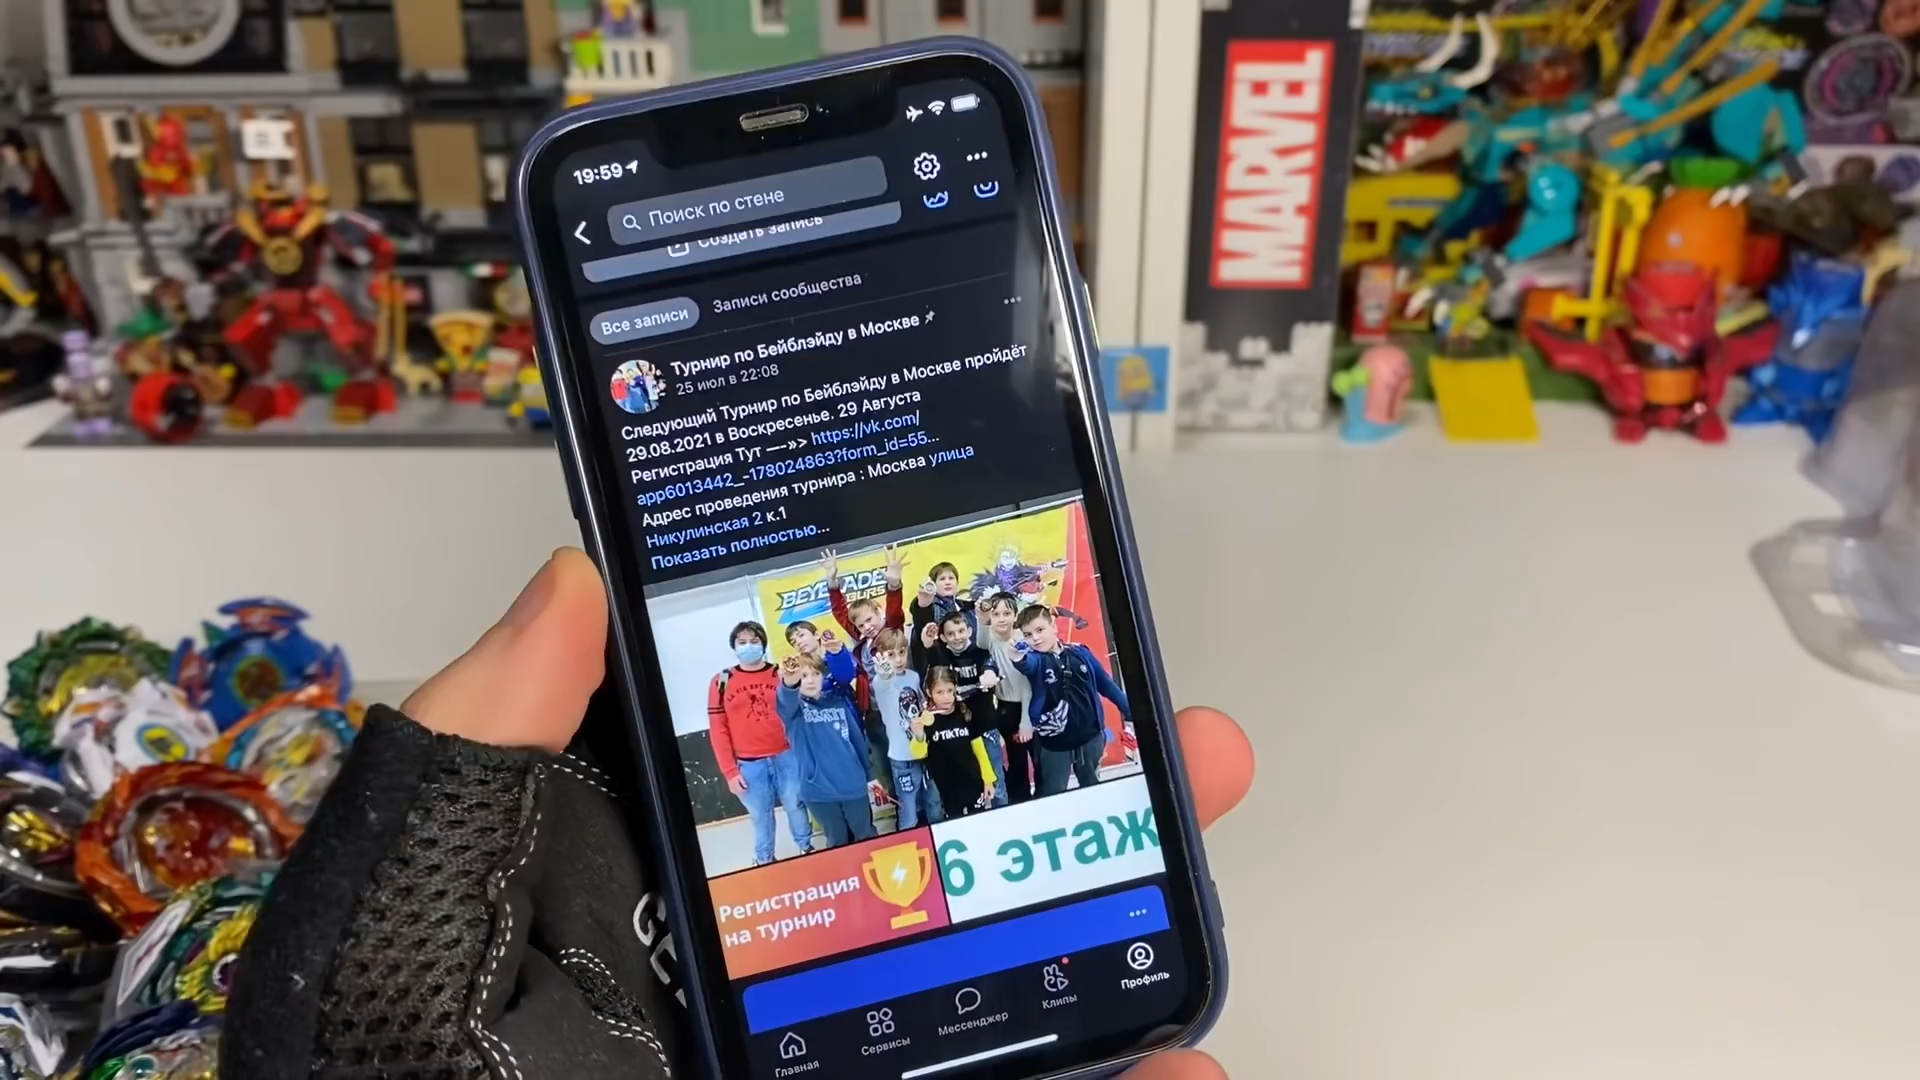 MARVEL
19:59
Поиск по стене
Создать запись
Все записи
Записи сообщества
Турнир по Бейблэйду в Москве
25 июл в 22:08
Следующий Турнир по Бейблэйду в Москве пройдёт
29.08.2021 в Воскресенье. 29 Августа
Регистрация Тут —-»> https://vk.com/
app6013442_-178024863?form_id=55...
Адрес проведения турнира : Москва улица
Никулинская 2 к.1
Показать полностью...
BEYBLADE
BURST
TikTok
Регистрация
на турнир
6 этаж
Главная
Сервисы
Мессенджер
Клипы
Профиль